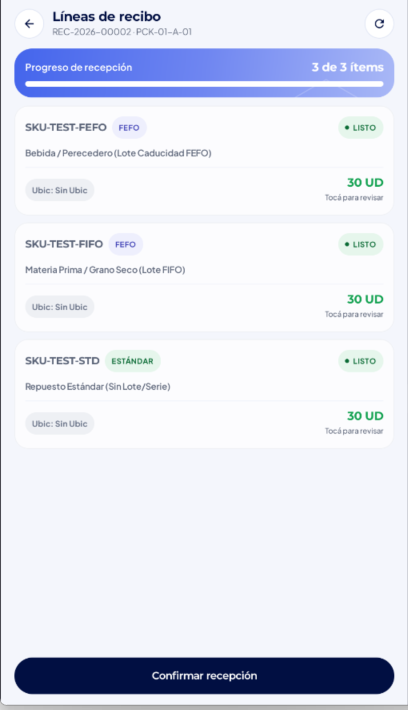 Líneas de recibo
REC-2026-00002 · PCK-01-A-01
Progreso de recepción
3 de 3 ítems
SKU-TEST-FEFO
FEFO
LISTO
Bebida / Perecedero (Lote Caducidad FEFO)
30 UD
Ubic: Sin Ubic
Tocá para revisar
SKU-TEST-FIFO
FEFO
LISTO
Materia Prima / Grano Seco (Lote FIFO)
30 UD
Ubic: Sin Ubic
Tocá para revisar
SKU-TEST-STD
ESTÁNDAR
LISTO
Repuesto Estándar (Sin Lote/Serie)
30 UD
Ubic: Sin Ubic
Tocá para revisar
Confirmar recepción